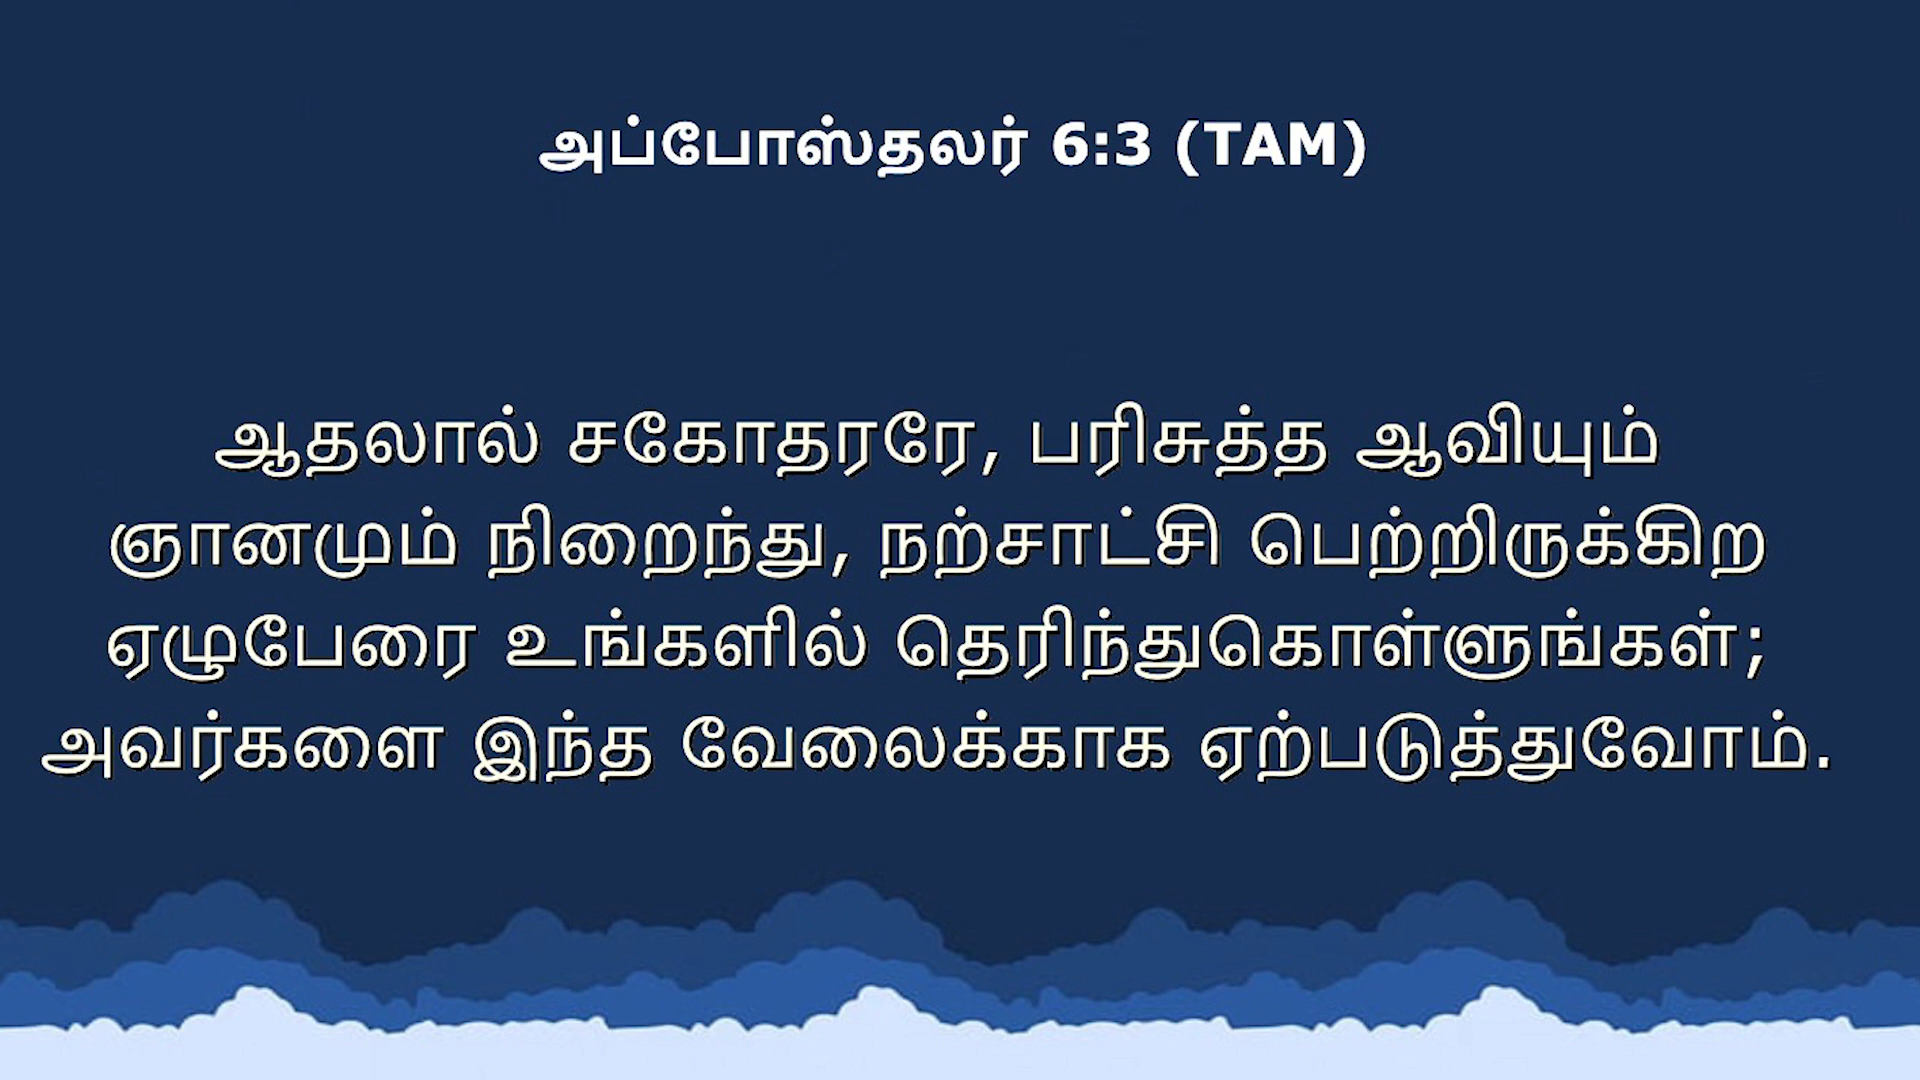 அப்போஸ்தலர் 6:3 (TAM)
ஆதலால் சகோதரரே, பரிசுத்த ஆவியும்
ஞானமும் நிறைந்து, நற்சாட்சி பெற்றிருக்கிற
ஏழுபேரை உங்களில் தெரிந்துகொள்ளுங்கள்;
அவர்களை இந்த வேலைக்காக ஏற்படுத்துவோம்.